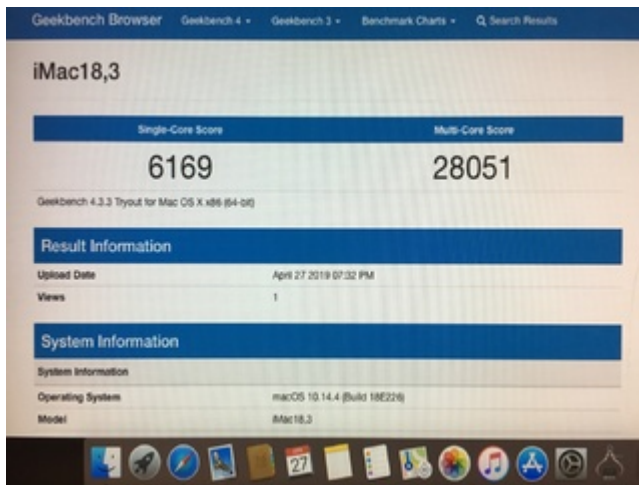 Geekbench Browser Geekbench 4 Geekbench 3 Benchmark Charts Search Results
iMac18,3
Single-Core Score Multi-Core Score
6169 28051
Geekbench 4.3.3 Tryout for Mac OS X x86 (64-bit)
Result Information
Upload Date April 27 2019 07:32 PM
Views 1
System Information
System Information
Operating System macOS 10.14.4 (Build 18E226)
Model iMac18,3
27